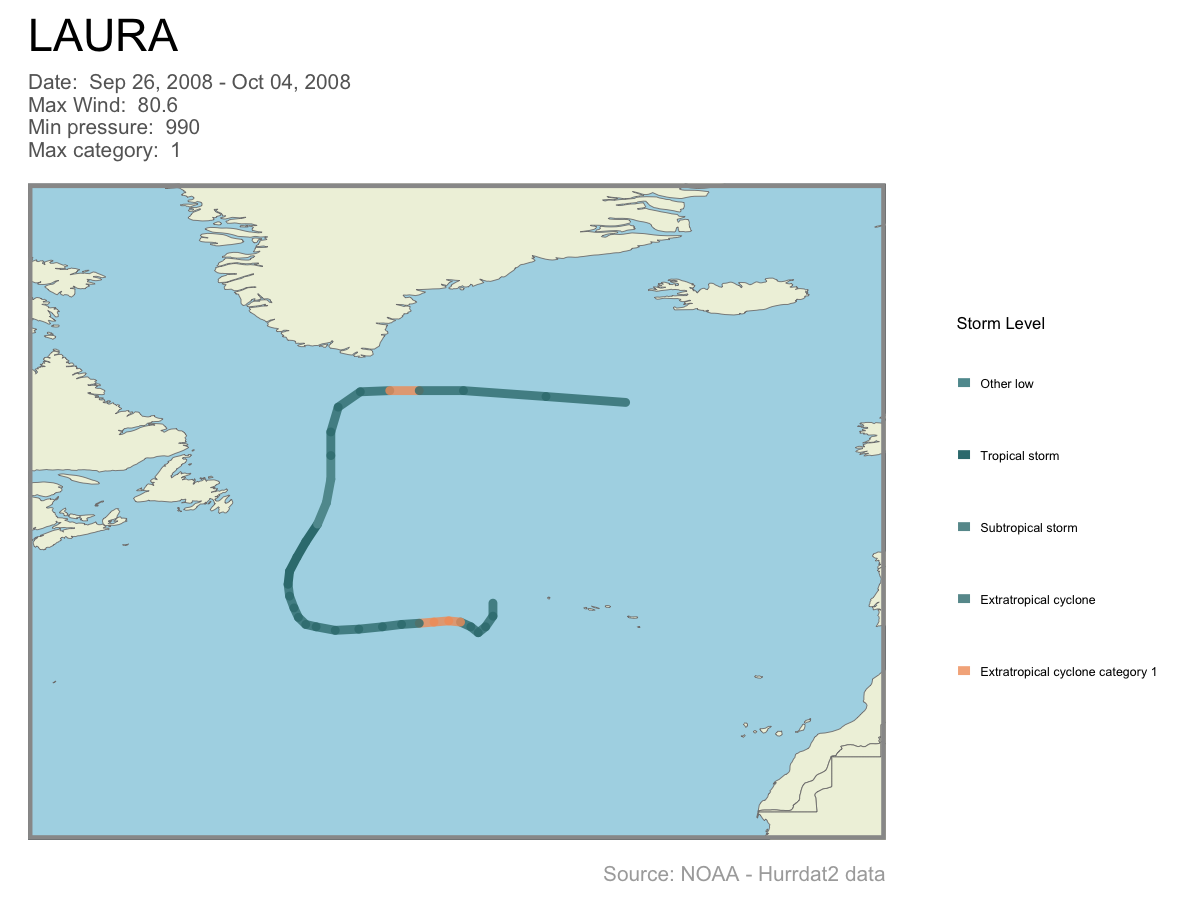 LAURA
Date:  Sep 26, 2008 - Oct 04, 2008
Max Wind:  80.6
Min pressure:  990
Max category:  1
Storm Level
Other low
Tropical storm
Subtropical storm
Extratropical cyclone
Extratropical cyclone category 1
Source: NOAA - Hurrdat2 data